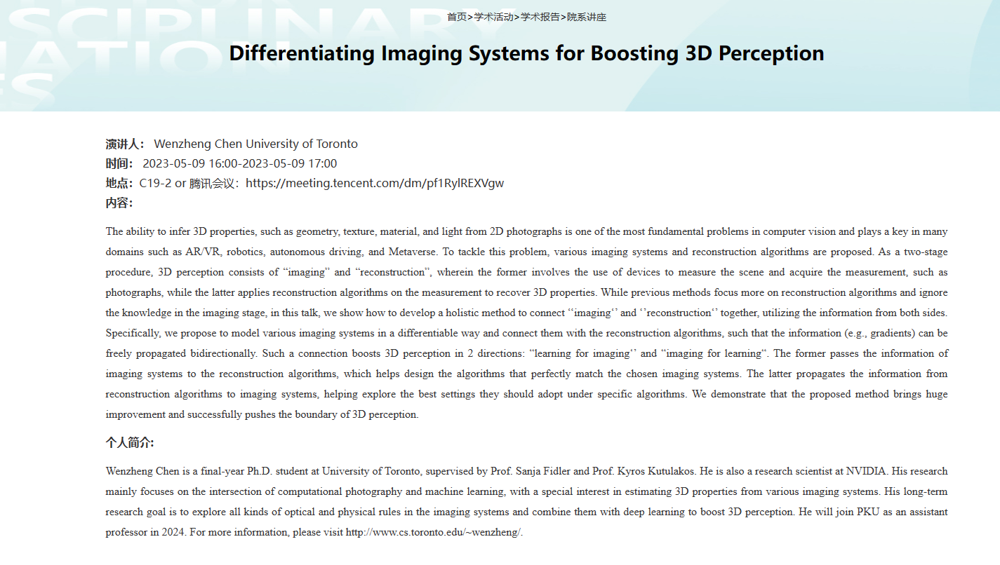 SCIPLINARY
NATION
ES
首页>学术活动>学术报告>院系讲座
Differentiating Imaging Systems for Boosting 3D Perception
演讲人： Wenzheng Chen University of Toronto
时间： 2023-05-09 16:00-2023-05-09 17:00
地点：C19-2 or 腾讯会议：https://meeting.tencent.com/dm/pf1RylREXVgw
内容：
The ability to infer 3D properties, such as geometry, texture, material, and light from 2D photographs is one of the most fundamental problems in computer vision and plays a key in many
domains such as AR/VR, robotics, autonomous driving, and Metaverse. To tackle this problem, various imaging systems and reconstruction algorithms are proposed. As a two-stage
procedure, 3D perception consists of “imaging” and “reconstruction”, wherein the former involves the use of devices to measure the scene and acquire the measurement, such as
photographs, while the latter applies reconstruction algorithms on the measurement to recover 3D properties. While previous methods focus more on reconstruction algorithms and ignore
the knowledge in the imaging stage, in this talk, we show how to develop a holistic method to connect ‘‘imaging‘’ and ‘’reconstruction‘’ together, utilizing the information from both sides.
Specifically, we propose to model various imaging systems in a differentiable way and connect them with the reconstruction algorithms, such that the information (e.g., gradients) can be
freely propagated bidirectionally. Such a connection boosts 3D perception in 2 directions: “learning for imaging‘’ and “imaging for learning“. The former passes the information of
imaging systems to the reconstruction algorithms, which helps design the algorithms that perfectly match the chosen imaging systems. The latter propagates the information from
reconstruction algorithms to imaging systems, helping explore the best settings they should adopt under specific algorithms. We demonstrate that the proposed method brings huge
improvement and successfully pushes the boundary of 3D perception.
个人简介:
Wenzheng Chen is a final-year Ph.D. student at University of Toronto, supervised by Prof. Sanja Fidler and Prof. Kyros Kutulakos. He is also a research scientist at NVIDIA. His research
mainly focuses on the intersection of computational photography and machine learning, with a special interest in estimating 3D properties from various imaging systems. His long-term
research goal is to explore all kinds of optical and physical rules in the imaging systems and combine them with deep learning to boost 3D perception. He will join PKU as an assistant
professor in 2024. For more information, please visit http://www.cs.toronto.edu/~wenzheng/.